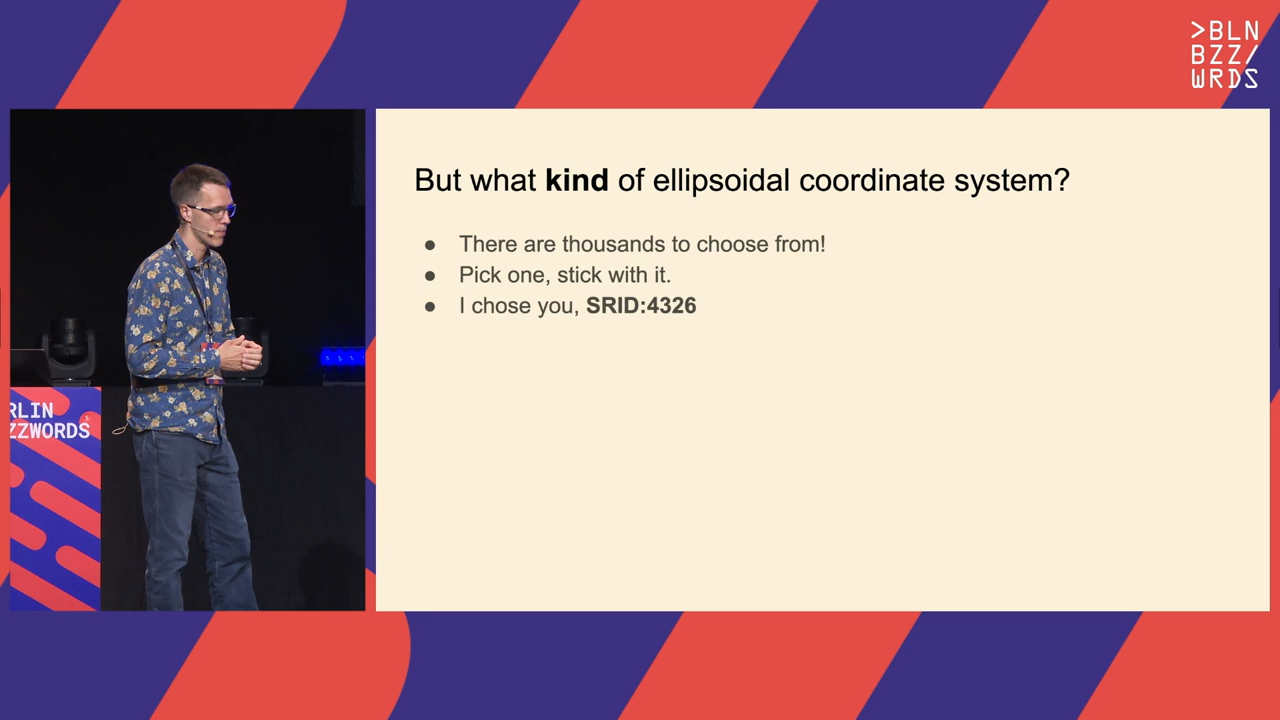 >BLN
BZZ/
WRDS
But what kind of ellipsoidal coordinate system?
● There are thousands to choose from!
● Pick one, stick with it.
● I chose you, SRID:4326
RLIN
ZZWORDS